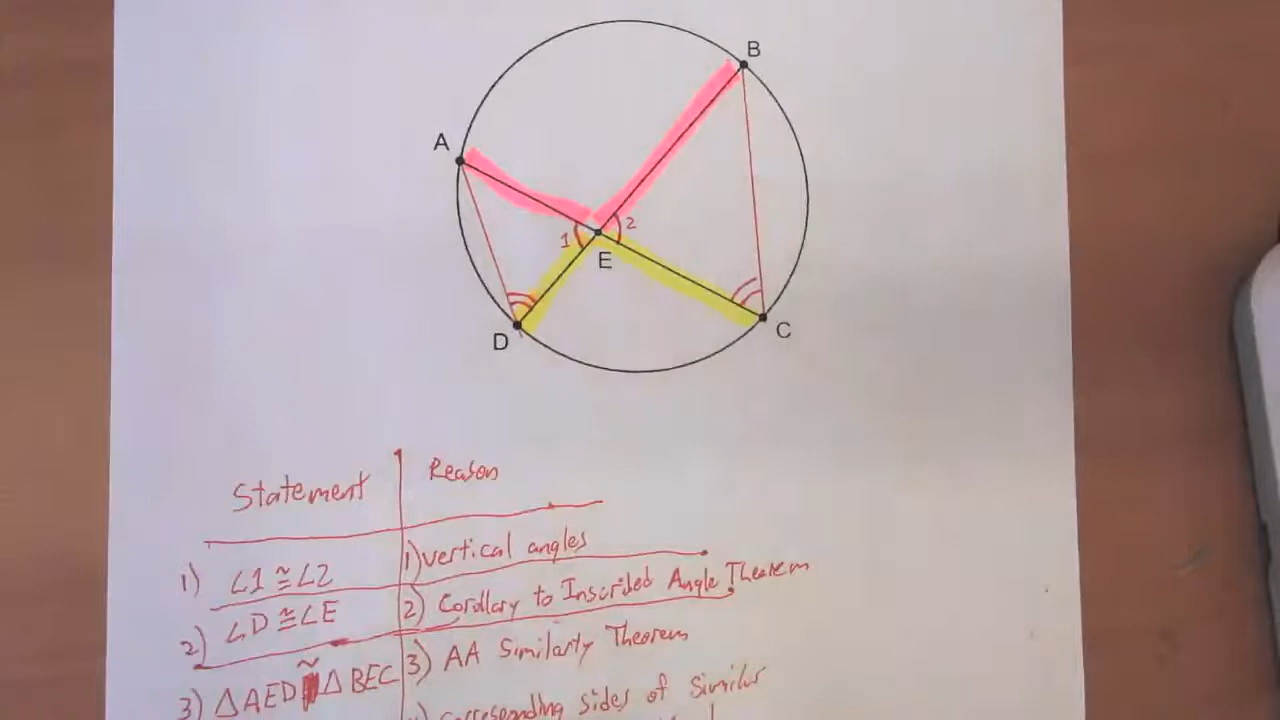 B
A
1
2
E
D
C
Statement Reason
1) ∠1 ≅ ∠2 1) vertical angles
2) ∠D ≅ ∠E 2) Corollary to Inscribed Angle Theorem
3) △AED ~ △BEC 3) AA Similarty Theorem
corresponding sides of similar